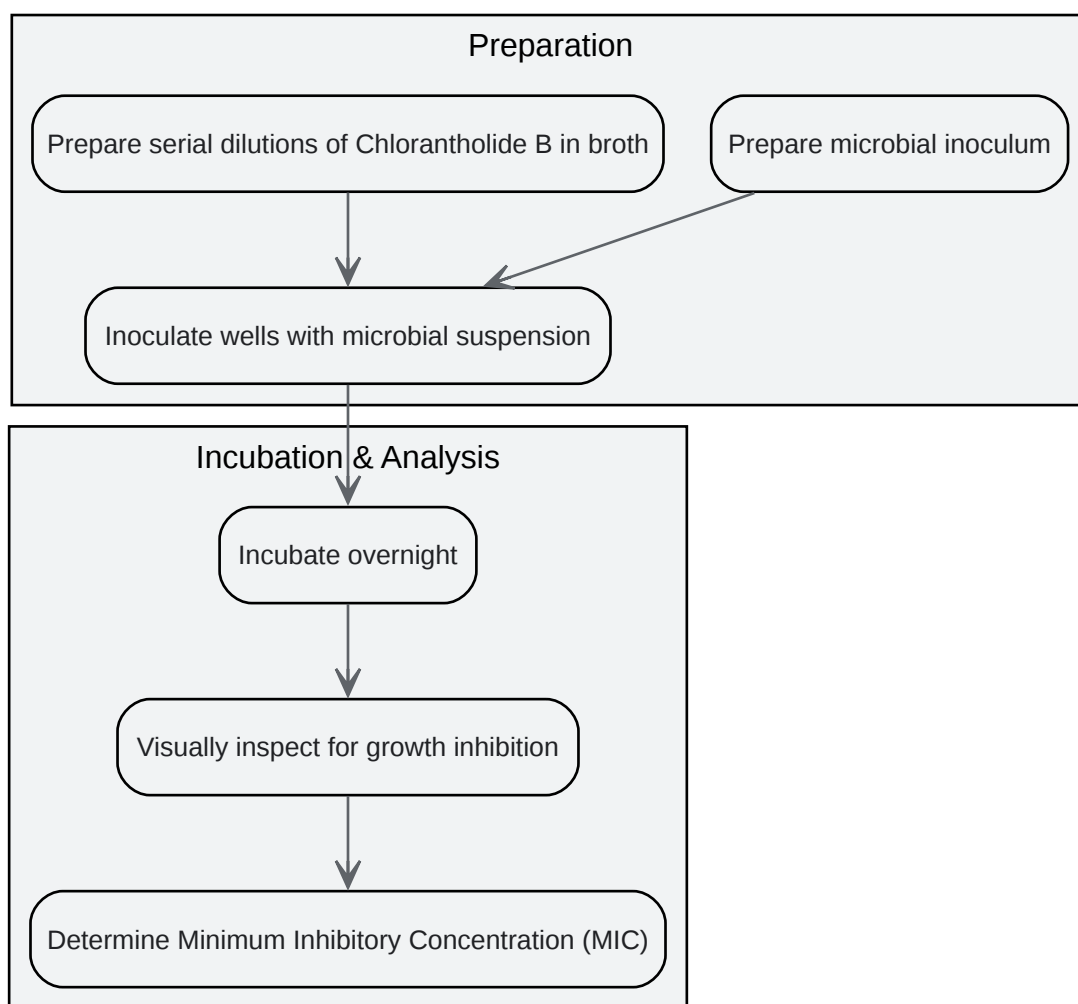 Preparation
Prepare serial dilutions of Chlorantholide B in broth
Prepare microbial inoculum
Inoculate wells with microbial suspension
Incubation & Analysis
Incubate overnight
Visually inspect for growth inhibition
Determine Minimum Inhibitory Concentration (MIC)